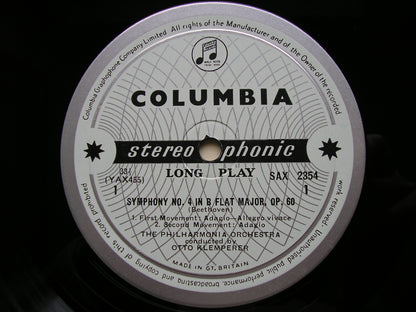 Columbia Graphophone Company Limited. All rights of the Manufacturer and of the Owner of the recorded work reserved. Unauthorised public performance, broadcasting and copying of this record prohibited.
COLUMBIA
stereophonic
LONG PLAY
33⅓
(YAX455)
SAX 2354
1
1
SYMPHONY NO. 4 IN B FLAT MAJOR, OP. 60
(Beethoven)
1. First Movement: Adagio—Allegro vivace
2. Second Movement: Adagio
THE PHILHARMONIA ORCHESTRA
conducted by
OTTO KLEMPERER
MADE IN GT. BRITAIN